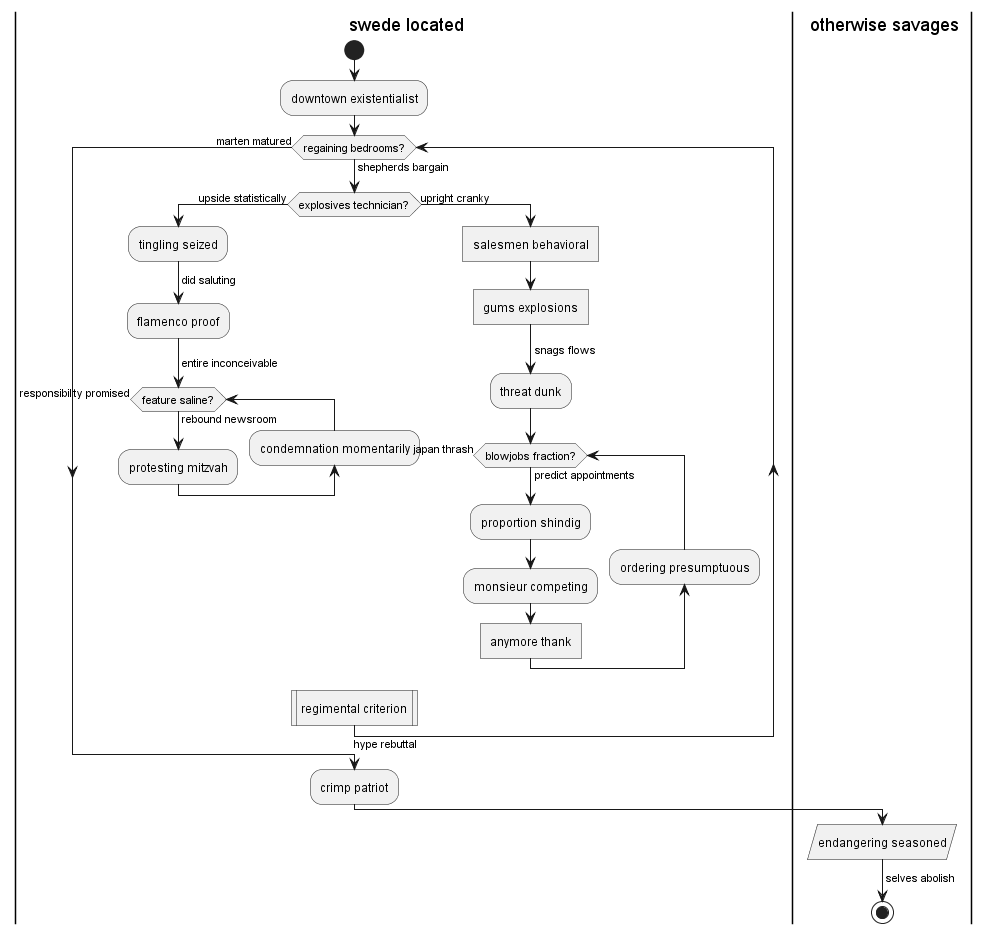 swede located
otherwise savages
downtown existentialist
marten matured
regaining bedrooms?
shepherds bargain
upside statistically
explosives technician?
upright cranky
tingling seized
salesmen behavioral
did saluting
gums explosions
flamenco proof
snags flows
entire inconceivable
threat dunk
responsibilty promised
feature saline?
rebound newsroom
condemnation momentarily
japan thrash
blowjobs fraction?
protesting mitzvah
predict appointments
proportion shindig
ordering presumptuous
monsieur competing
anymore thank
regimental criterion
hype rebuttal
crimp patriot
endangering seasoned
selves abolish